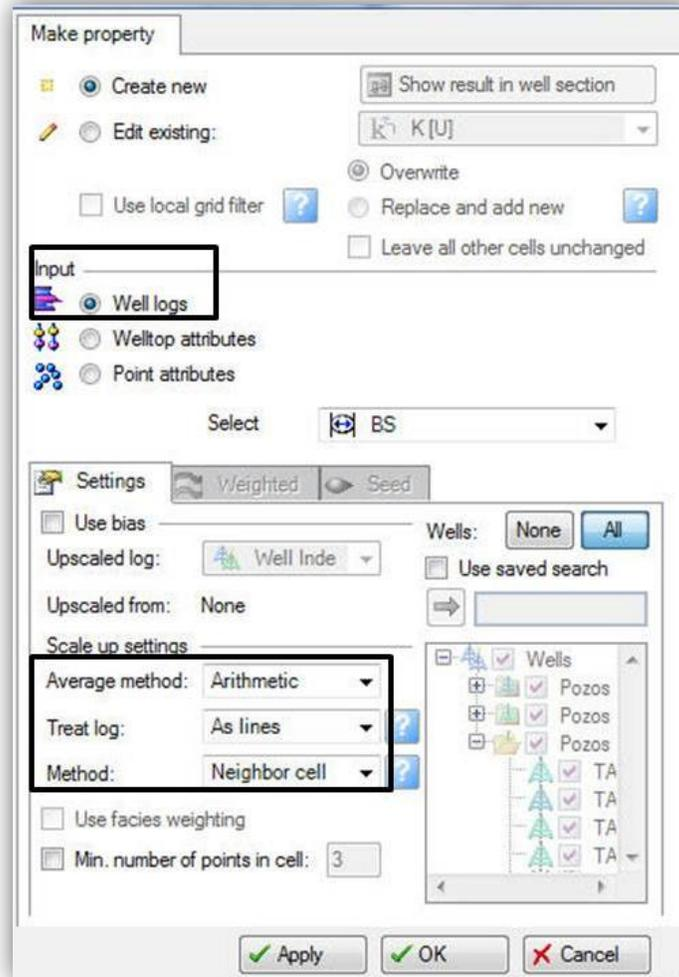 Make property
Create new
Show result in well section
Edit existing:
K [U]
Overwrite
Use local grid filter
?
Replace and add new
?
Leave all other cells unchanged
Input
Well logs
Welltop attributes
Point attributes
Select
BS
Settings
Weighted
Seed
Use bias
Wells:
None
All
Upscaled log:
Well Inde
Use saved search
Upscaled from:
None
Scale up settings
Wells
Average method:
Arithmetic
Pozos
Pozos
Treat log:
As lines
?
Pozos
Method:
Neighbor cell
?
TA
TA
Use facies weighting
TA
Min. number of points in cell:
3
TA
Apply
OK
Cancel